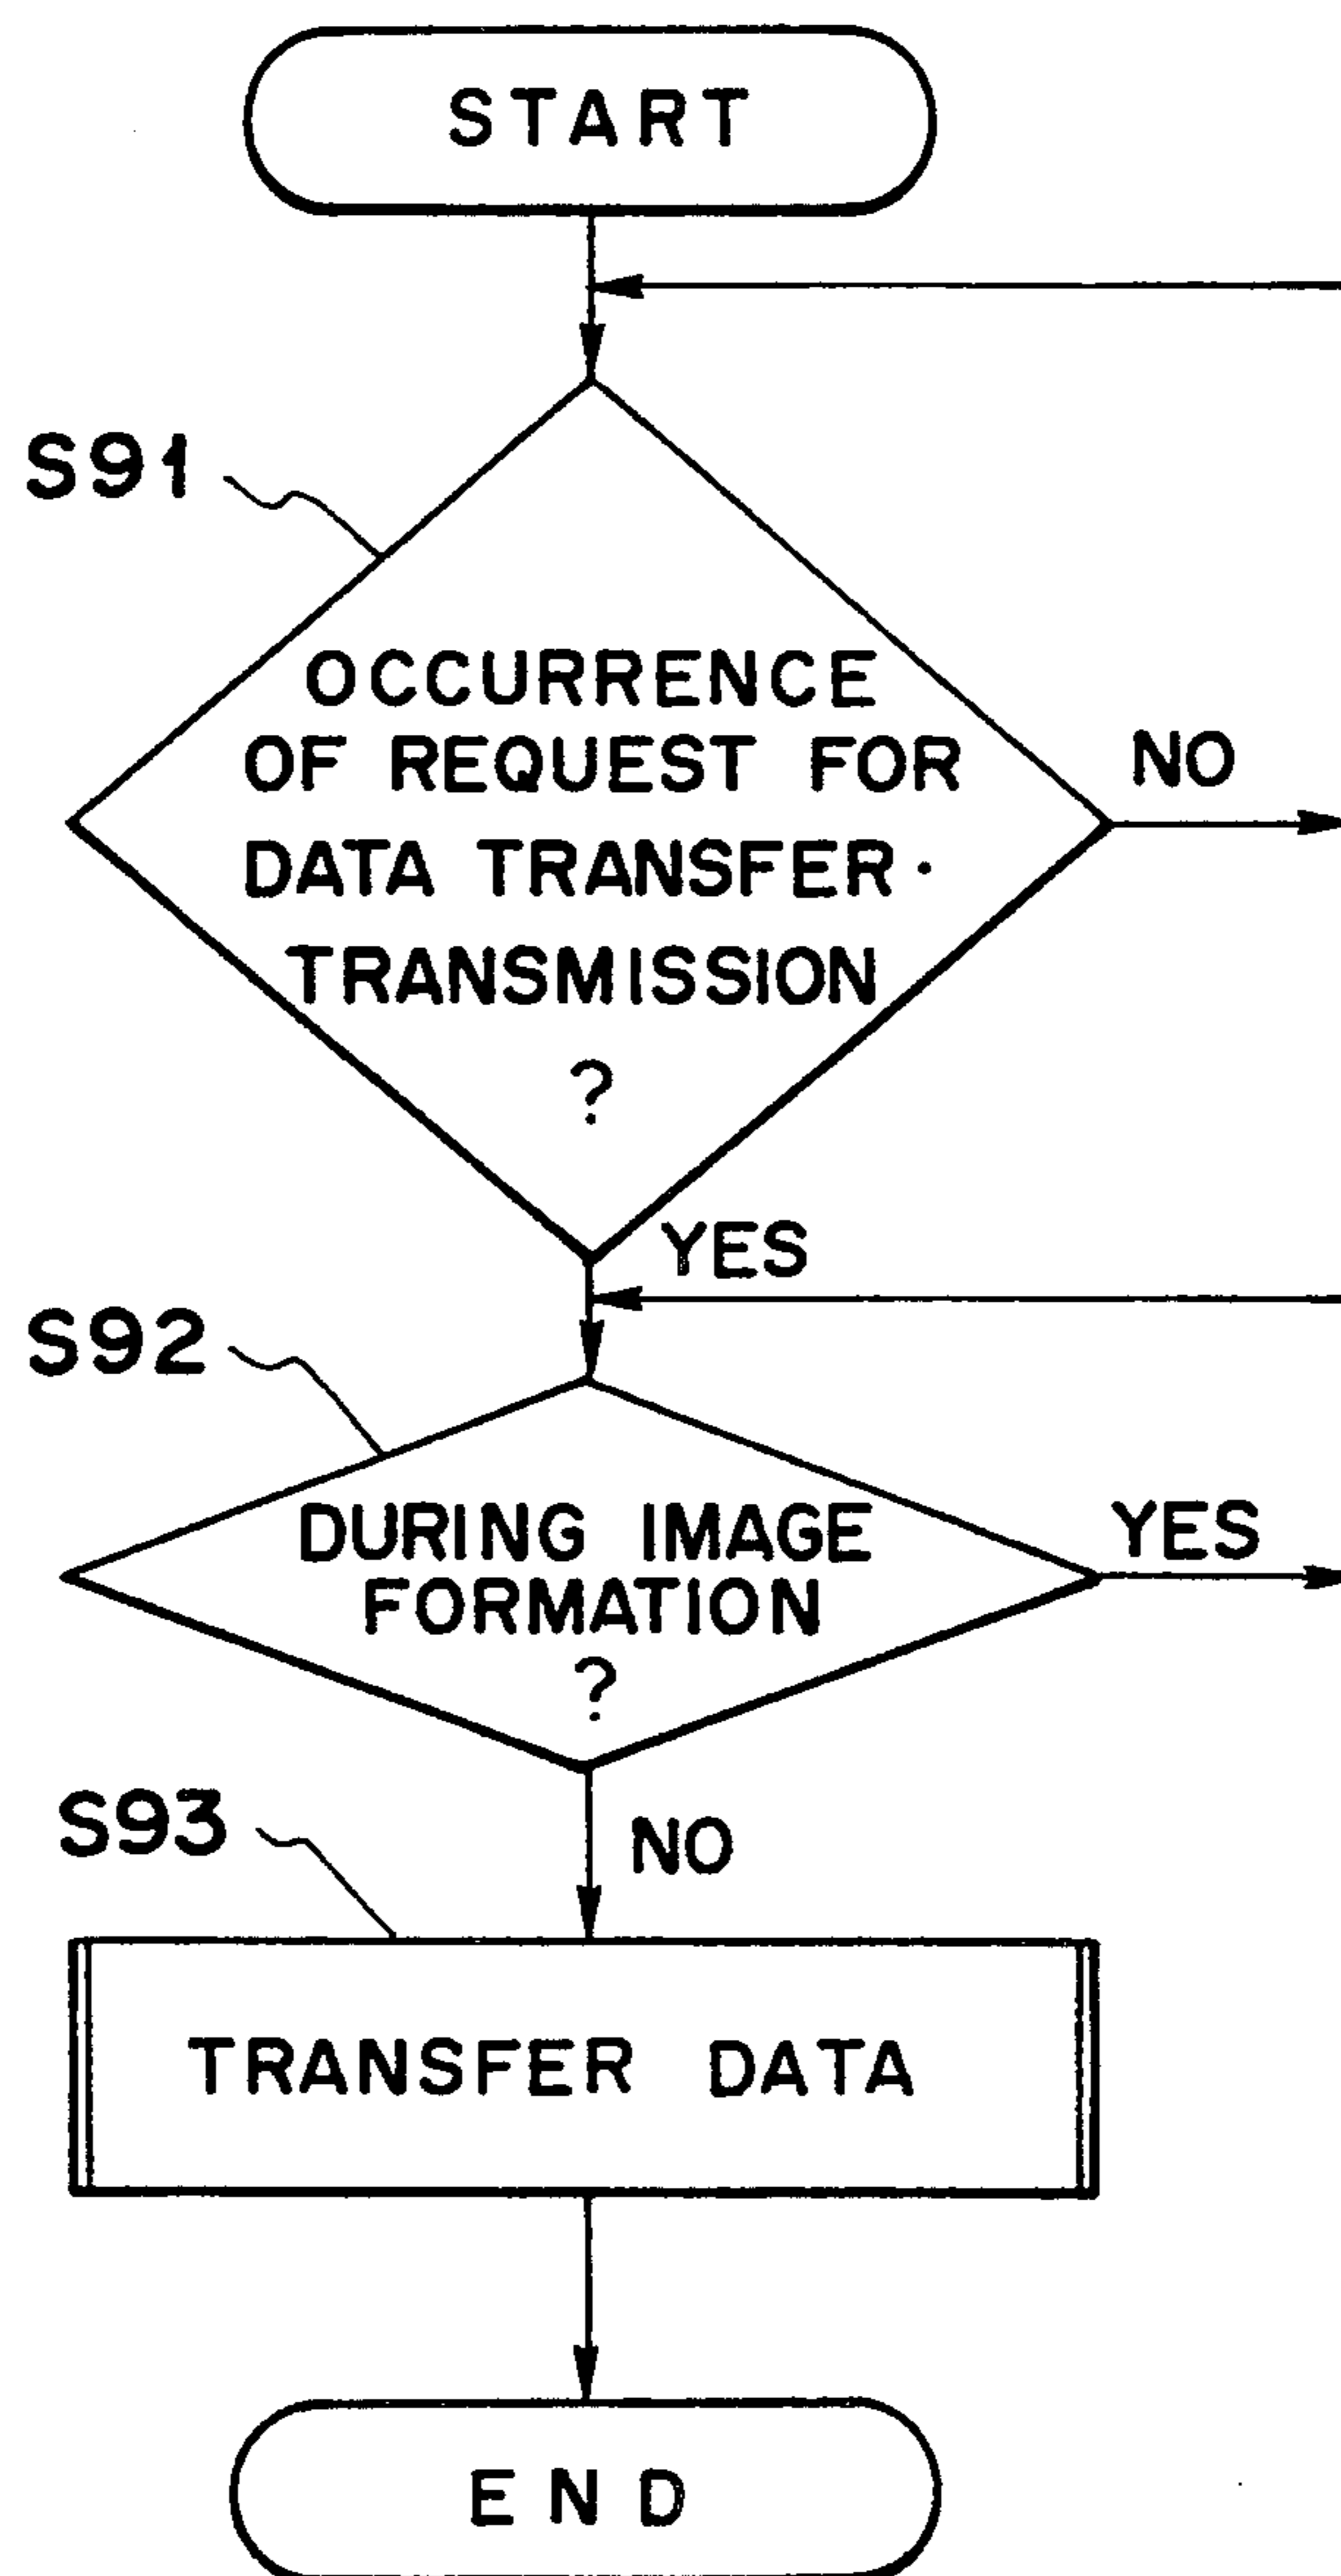 START
S91
OCCURRENCE
OF REQUEST FOR
DATA TRANSFER·
TRANSMISSION
?
NO
YES
S92
DURING IMAGE
FORMATION
?
YES
S93
NO
TRANSFER DATA
END